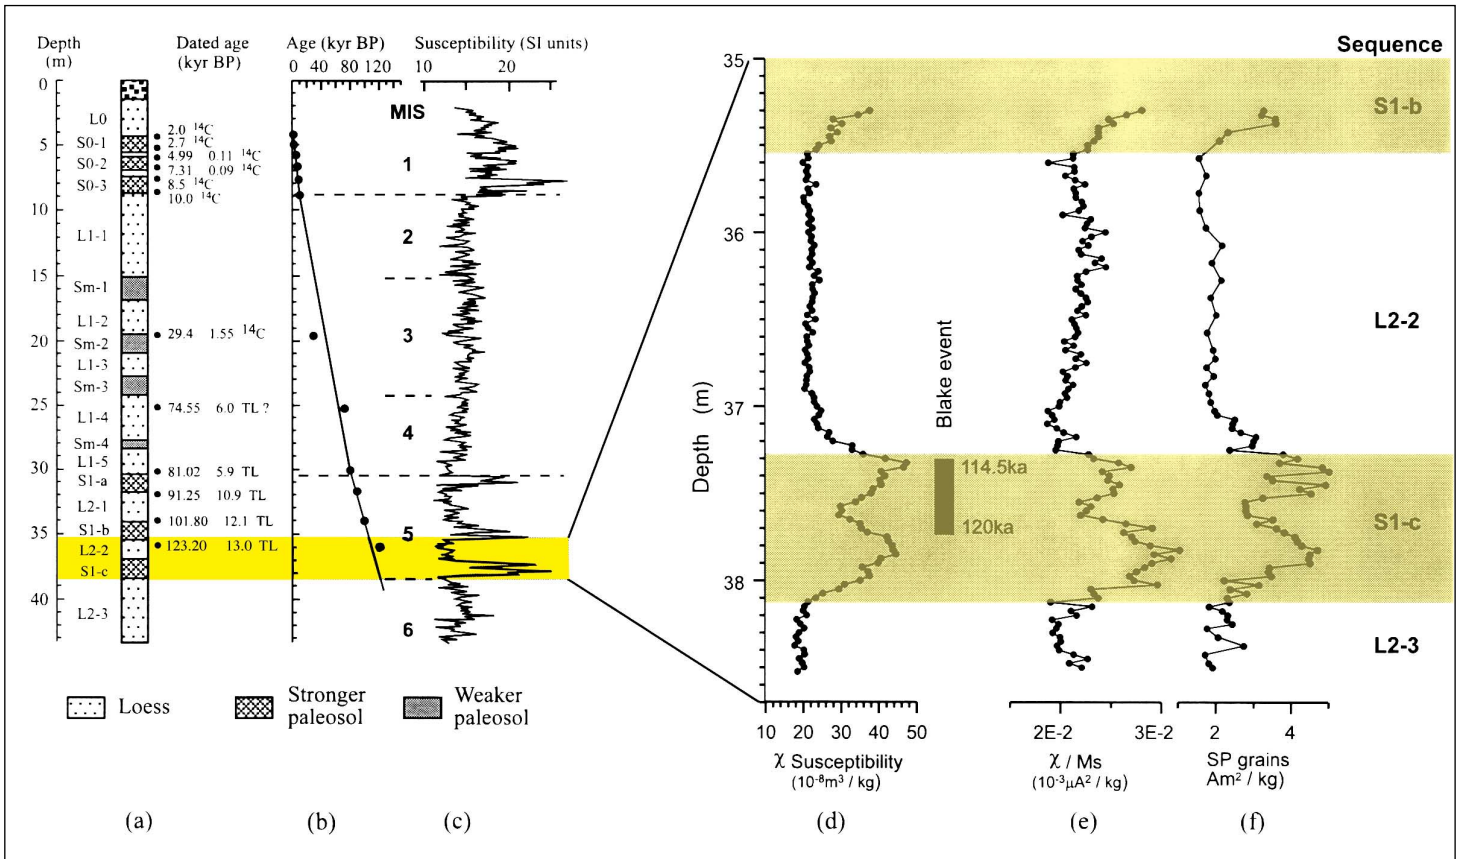 Depth
(m)
Dated age
(kyr BP)
Age (kyr BP)
0 40 80 120
Susceptibility (SI units)
10 20
0
5
10
15
20
25
30
35
40
L0
S0-1
S0-2
S0-3
L1-1
Sm-1
L1-2
Sm-2
L1-3
Sm-3
L1-4
Sm-4
L1-5
S1-a
L2-1
S1-b
L2-2
S1-c
L2-3
2.0 ¹⁴C
2.7 ¹⁴C
4.99 0.11 ¹⁴C
7.31 0.09 ¹⁴C
8.5 ¹⁴C
10.0 ¹⁴C
29.4 1.55 ¹⁴C
74.55 6.0 TL ?
81.02 5.9 TL
91.25 10.9 TL
101.80 12.1 TL
123.20 13.0 TL
MIS
1
2
3
4
5
6
Loess
Stronger
paleosol
Weaker
paleosol
(a)
(b)
(c)
Sequence
35
36
37
38
Depth (m)
Blake event
114.5ka
120ka
S1-b
L2-2
S1-c
L2-3
10 20 30 40 50
χ Susceptibility
(10⁻⁸m³ / kg)
2E-2 3E-2
χ / Ms
(10⁻³μA² / kg)
2 4
SP grains
Am² / kg)
(d)
(e)
(f)